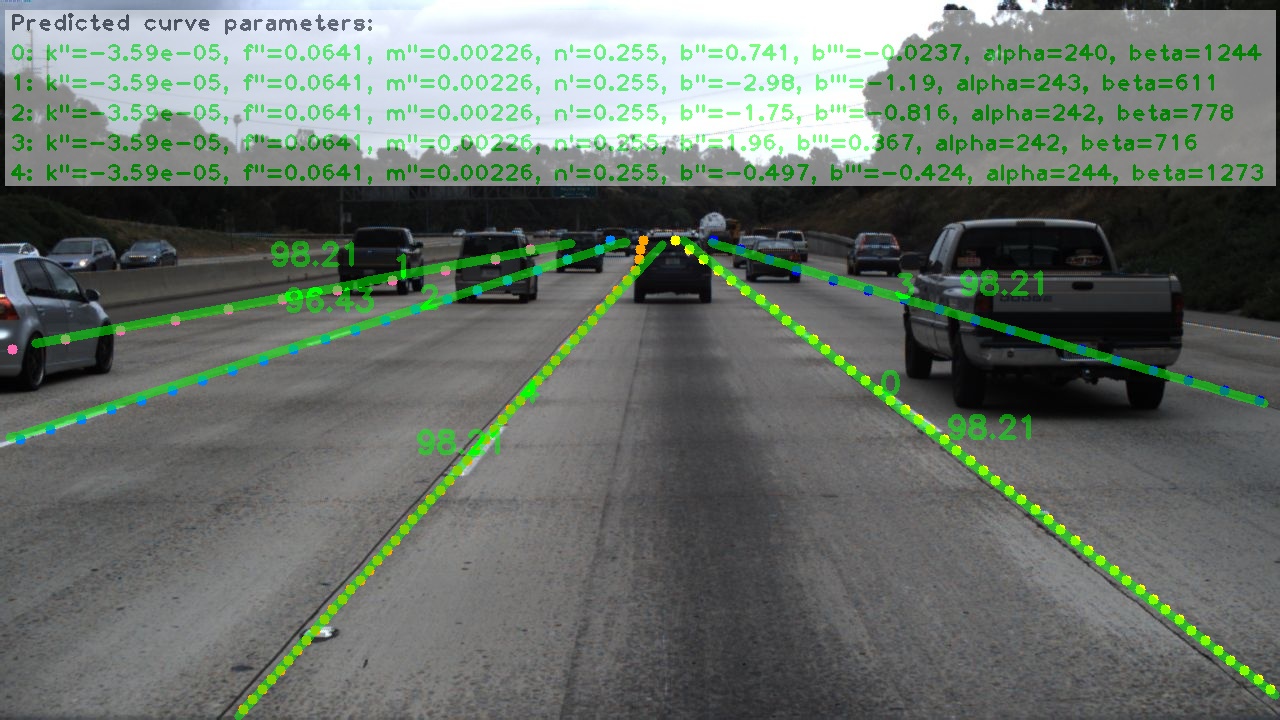 Predicted curve parameters:
0: k''=-3.59e-05, f''=0.0641, m''=0.00226, n'=0.255, b''=0.741, b'''=-0.0237, alpha=240, beta=1244
1: k''=-3.59e-05, f''=0.0641, m''=0.00226, n'=0.255, b''=-2.98, b'''=-1.19, alpha=243, beta=611
2: k''=-3.59e-05, f''=0.0641, m''=0.00226, n'=0.255, b''=-1.75, b'''=-0.816, alpha=242, beta=778
3: k''=-3.59e-05, f''=0.0641, m''=0.00226, n'=0.255, b''=1.96, b'''=0.367, alpha=242, beta=716
4: k''=-3.59e-05, f''=0.0641, m''=0.00226, n'=0.255, b''=-0.497, b'''=-0.424, alpha=244, beta=1273
98.21
1
96.43
2
3
98.21
DODGE
0
98.21
98.21
4